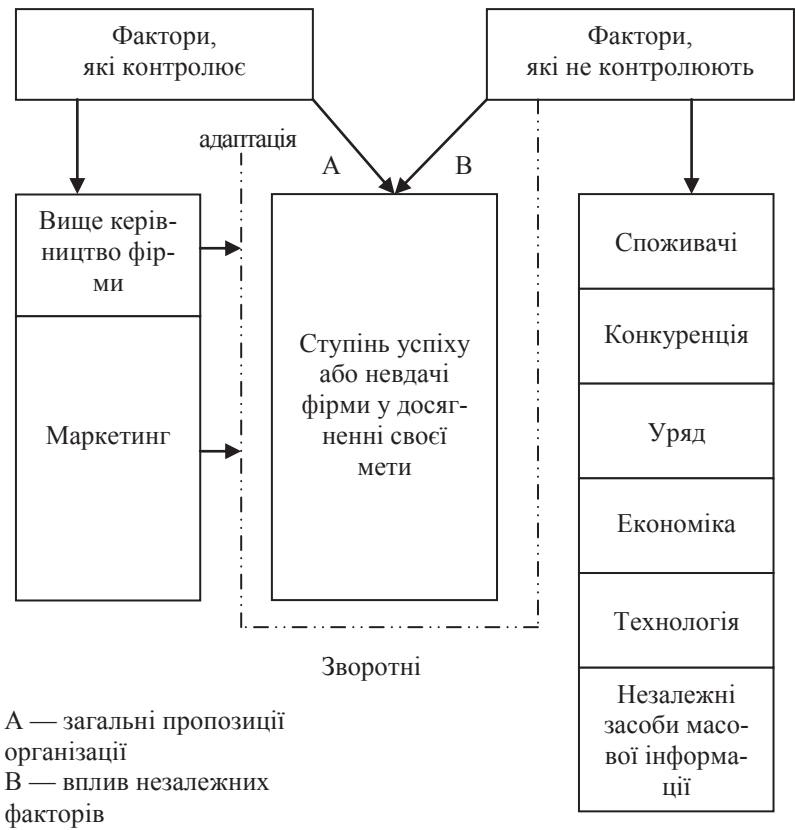 Фактори,
які контролює
Фактори,
які не контролюють
адаптація
А
В
Вище керів-
ництво фір-
ми
Маркетинг
Ступінь успіху
або невдачі
фірми у досяг-
ненні своєї
мети
Споживачі
Конкуренція
Уряд
Економіка
Технологія
Незалежні
засоби масо-
вої інформа-
ції
Зворотні
А — загальні пропозиції
організації
В — вплив незалежних
факторів